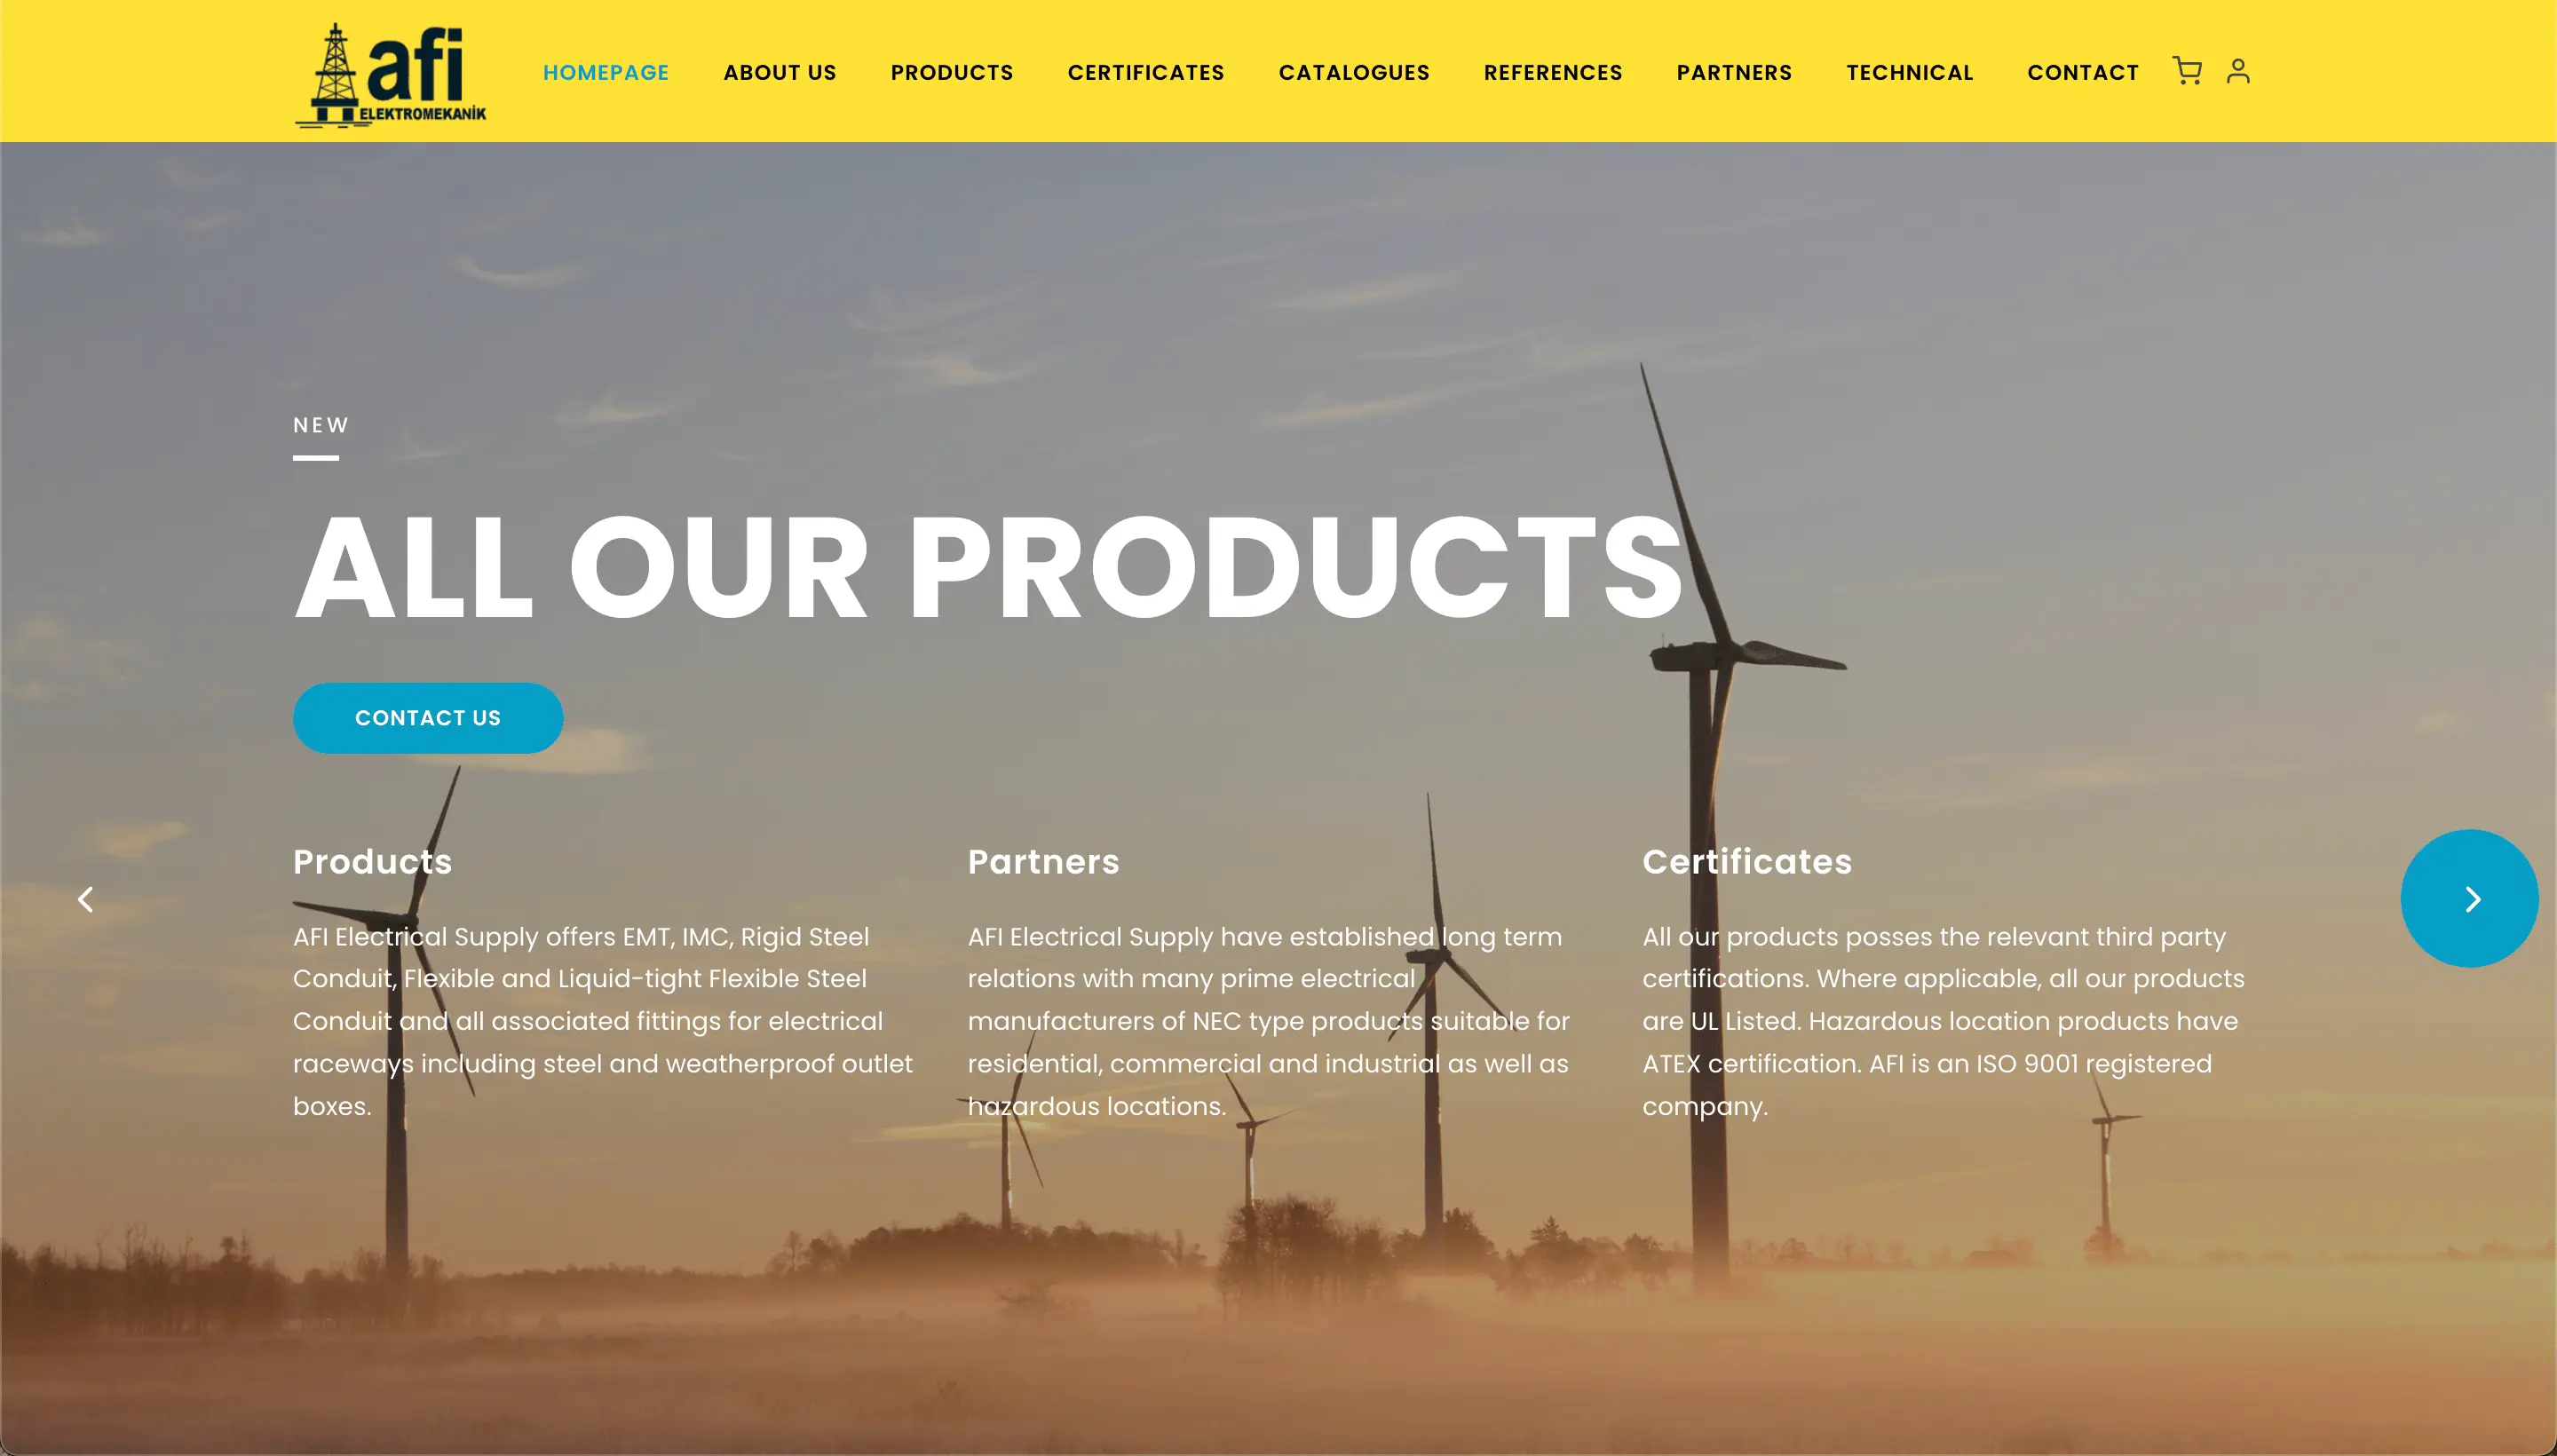 afi
ELEKTROMEKANİK
HOMEPAGE
ABOUT US
PRODUCTS
CERTIFICATES
CATALOGUES
REFERENCES
PARTNERS
TECHNICAL
CONTACT
NEW
ALL OUR PRODUCTS
CONTACT US
Products
AFI Electrical Supply offers EMT, IMC, Rigid Steel
Conduit, Flexible and Liquid-tight Flexible Steel
Conduit and all associated fittings for electrical
raceways including steel and weatherproof outlet
boxes.
Partners
AFI Electrical Supply have established long term
relations with many prime electrical
manufacturers of NEC type products suitable for
residential, commercial and industrial as well as
hazardous locations.
Certificates
All our products posses the relevant third party
certifications. Where applicable, all our products
are UL Listed. Hazardous location products have
ATEX certification. AFI is an ISO 9001 registered
company.